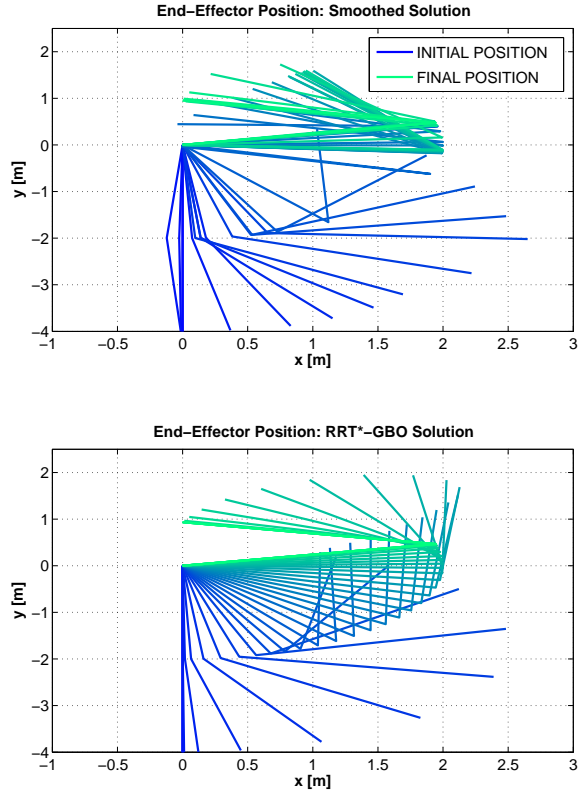 End−Effector Position: Smoothed Solution
2
1
0
−1
−2
−3
−4
y [m]
INITIAL POSITION
FINAL POSITION
−1 −0.5 0 0.5 1 1.5 2 2.5 3
x [m]
End−Effector Position: RRT*−GBO Solution
2
1
0
−1
−2
−3
−4
y [m]
−1 −0.5 0 0.5 1 1.5 2 2.5 3
x [m]